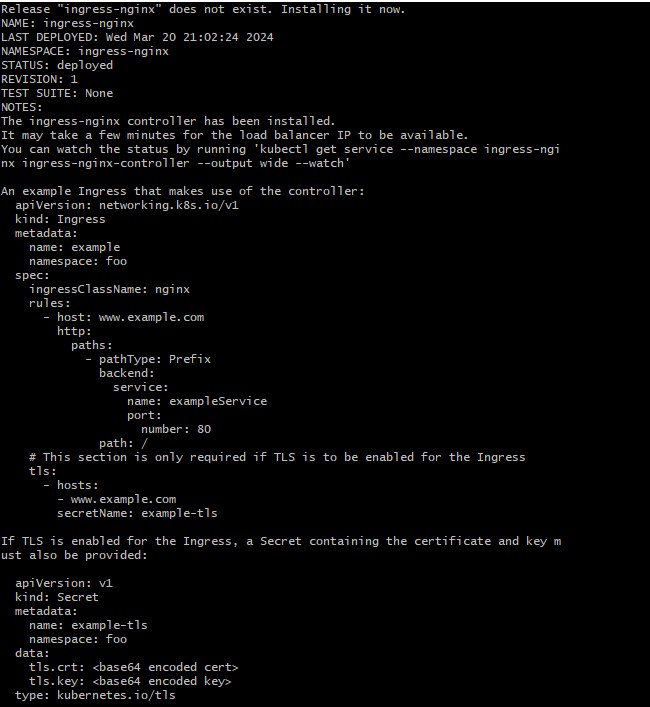 Release "ingress-nginx" does not exist. Installing it now.
NAME: ingress-nginx
LAST DEPLOYED: Wed Mar 20 21:02:24 2024
NAMESPACE: ingress-nginx
STATUS: deployed
REVISION: 1
TEST SUITE: None
NOTES:
The ingress-nginx controller has been installed.
It may take a few minutes for the load balancer IP to be available.
You can watch the status by running 'kubectl get service --namespace ingress-ngi
nx ingress-nginx-controller --output wide --watch'

An example Ingress that makes use of the controller:
  apiVersion: networking.k8s.io/v1
  kind: Ingress
  metadata:
    name: example
    namespace: foo
  spec:
    ingressClassName: nginx
    rules:
      - host: www.example.com
        http:
          paths:
            - pathType: Prefix
              backend:
                service:
                  name: exampleService
                  port:
                    number: 80
              path: /
    # This section is only required if TLS is to be enabled for the Ingress
    tls:
      - hosts:
        - www.example.com
        secretName: example-tls

If TLS is enabled for the Ingress, a Secret containing the certificate and key m
ust also be provided:

  apiVersion: v1
  kind: Secret
  metadata:
    name: example-tls
    namespace: foo
  data:
    tls.crt: <base64 encoded cert>
    tls.key: <base64 encoded key>
  type: kubernetes.io/tls